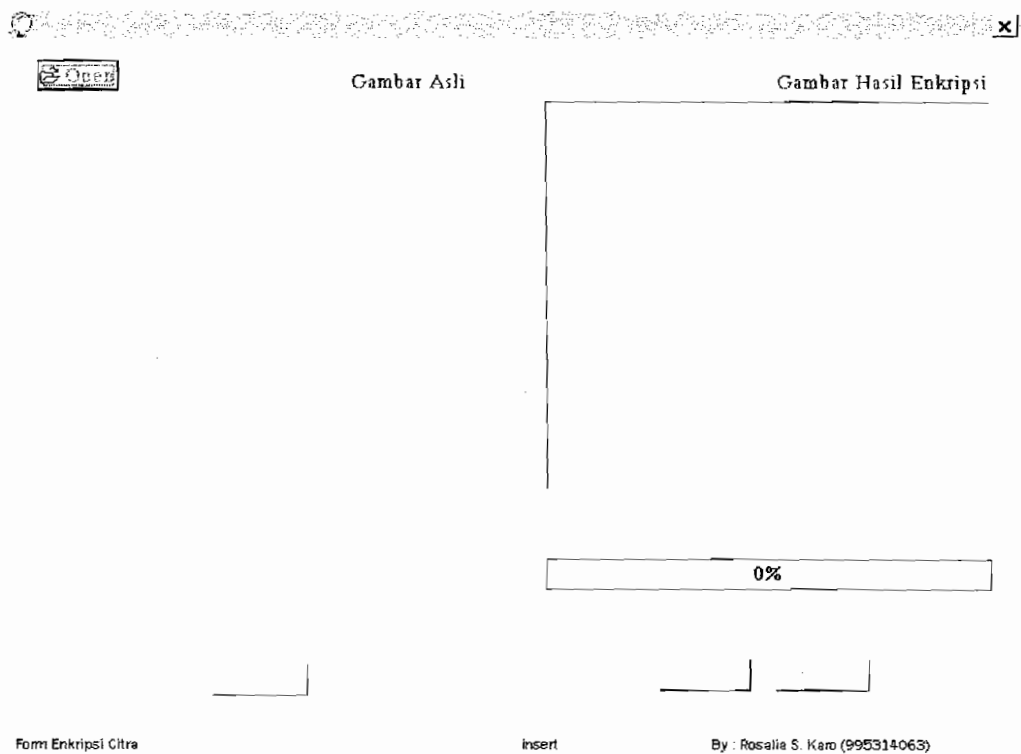 Open
Gambar Asli
Gambar Hasil Enkripsi
0%
Form Enkripsi Citra
Insert
By : Rosalia S. Karo (995314063)